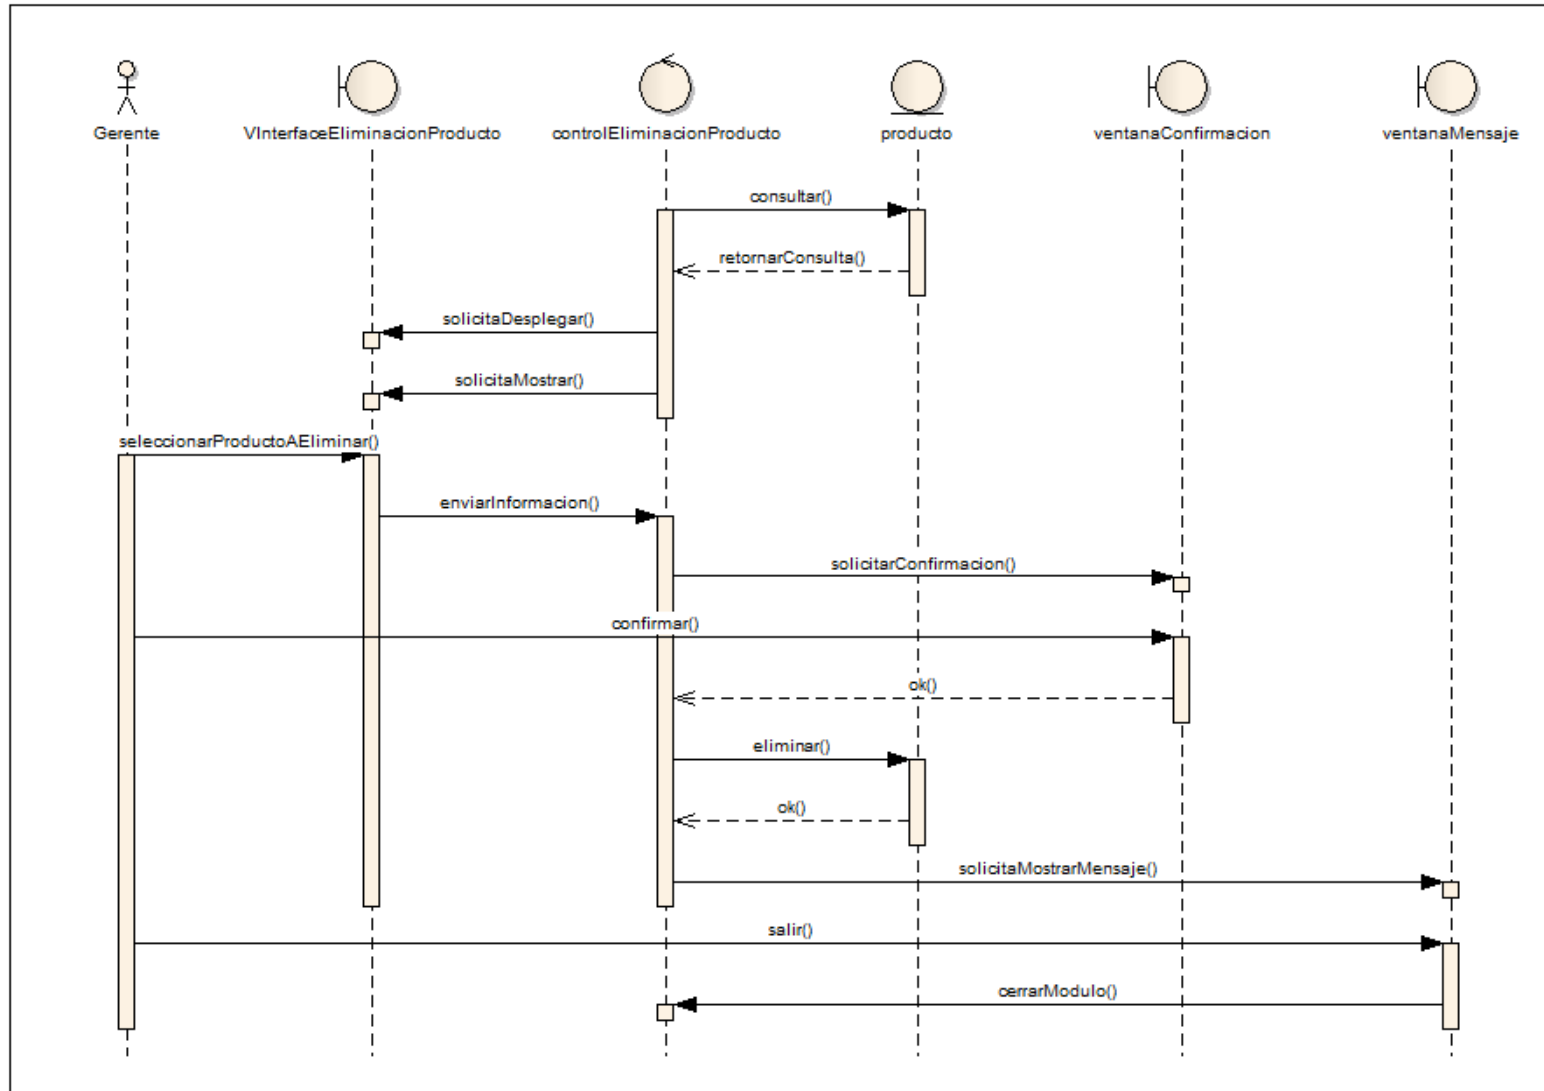 Gerente
VInterfaceEliminacionProducto
controlEliminacionProducto
producto
ventanaConfirmacion
ventanaMensaje
consultar()
retornarConsulta()
solicitaDesplegar()
solicitaMostrar()
seleccionarProductoAEliminar()
enviarInformacion()
solicitarConfirmacion()
confirmar()
ok()
eliminar()
ok()
solicitaMostrarMensaje()
salir()
cerrarModulo()